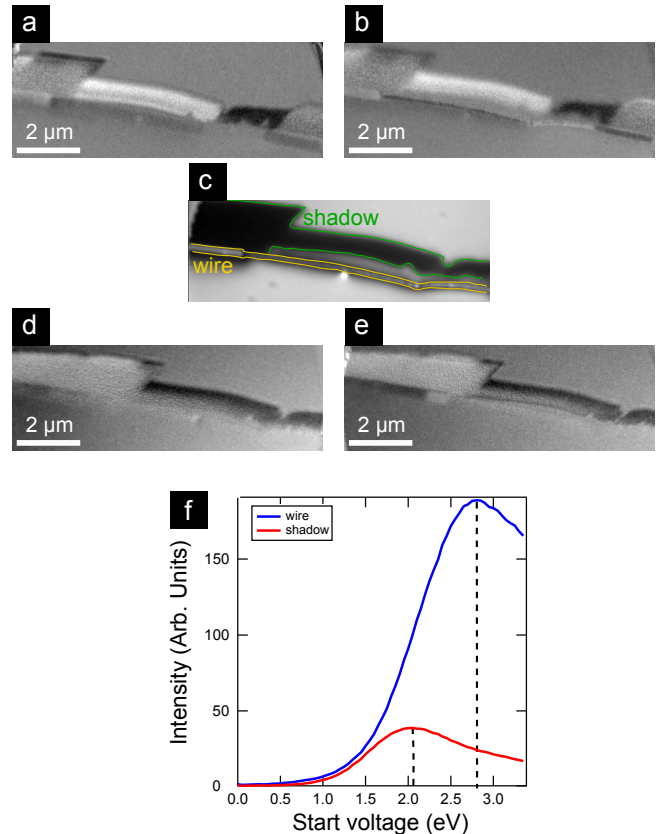 a
b
2 μm
2 μm
c
shadow
wire
d
e
2 μm
2 μm
f
wire
shadow
150
100
50
0
Intensity (Arb. Units)
0.0 0.5 1.0 1.5 2.0 2.5 3.0
Start voltage (eV)